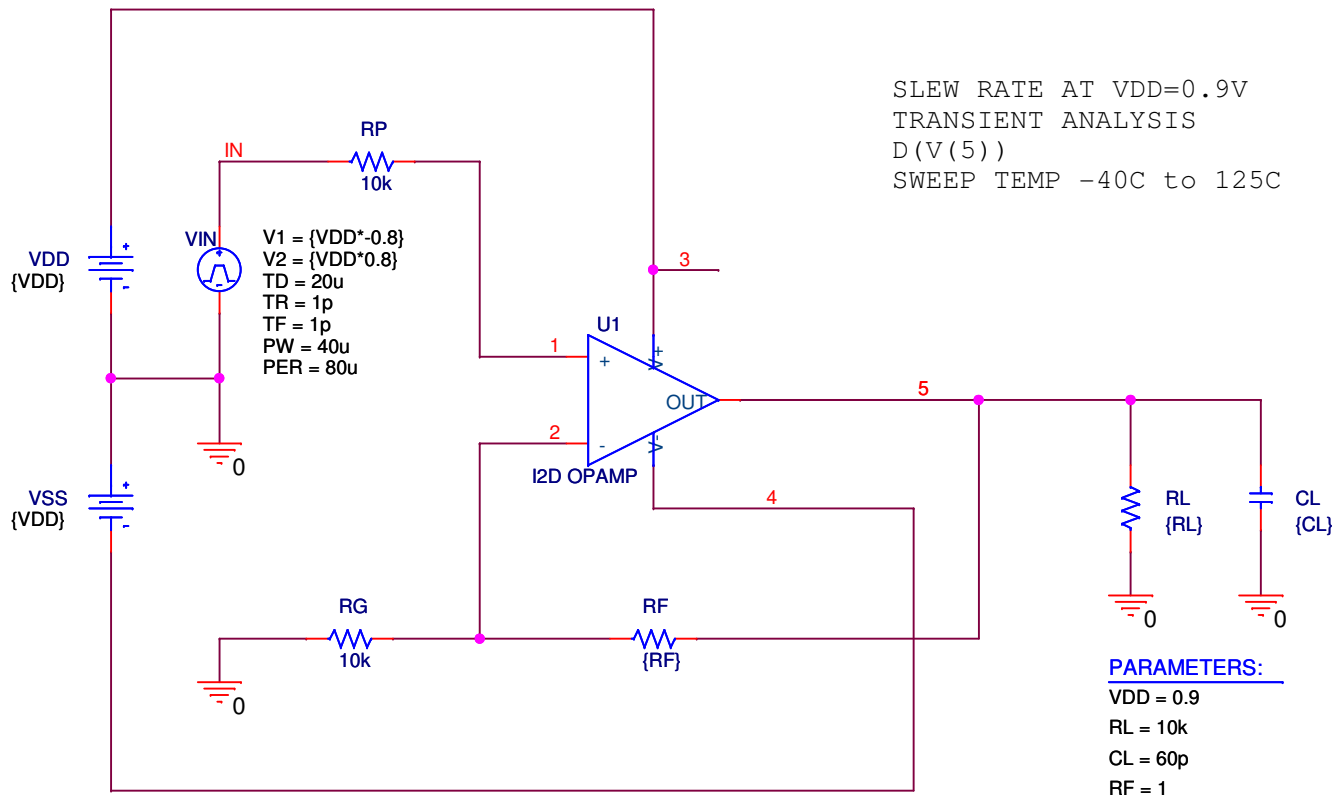 SLEW RATE AT VDD=0.9V
TRANSIENT ANALYSIS
D(V(5))
SWEEP TEMP -40C to 125C
RP
IN
10k
VIN
V1 = {VDD*-0.8}
V2 = {VDD*0.8}
TD = 20u
TR = 1p
TF = 1p
PW = 40u
PER = 80u
+
-
VDD
{VDD}
+
-
3
U1
1
+
V+
OUT
5
2
-
V-
I2D OPAMP
4
0
VSS
{VDD}
+
-
RL
{RL}
CL
{CL}
0
0
RG
10k
RF
{RF}
0
PARAMETERS:
VDD = 0.9
RL = 10k
CL = 60p
RF = 1